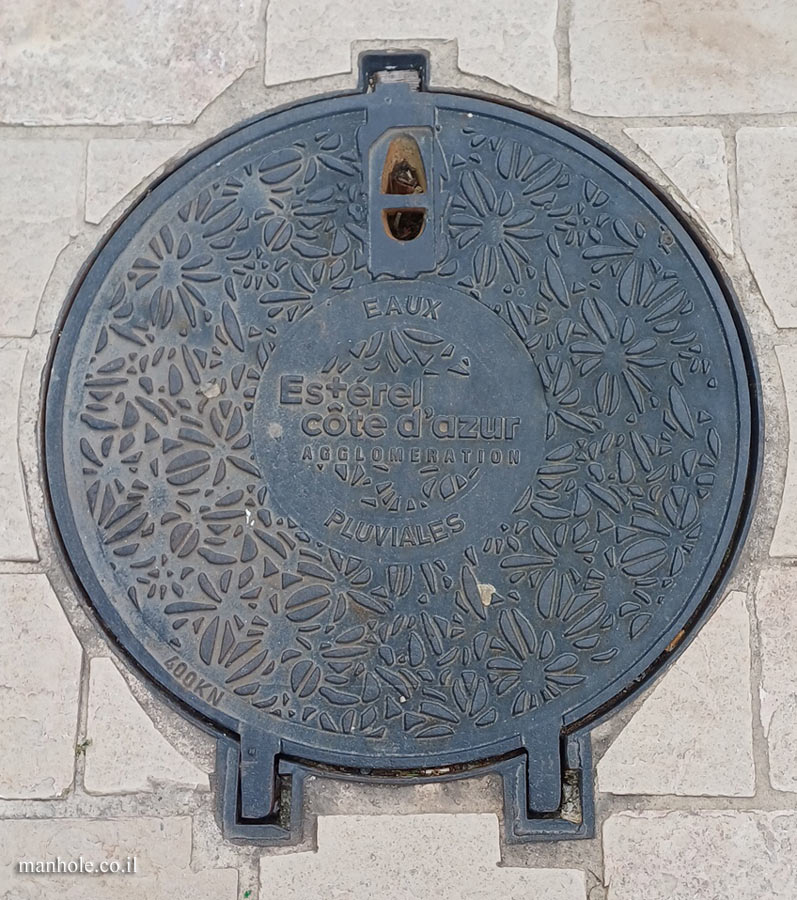 EAUX
Estérel
côte d'azur
AGGLOMERATION
PLUVIALES
400KN
manhole.co.il